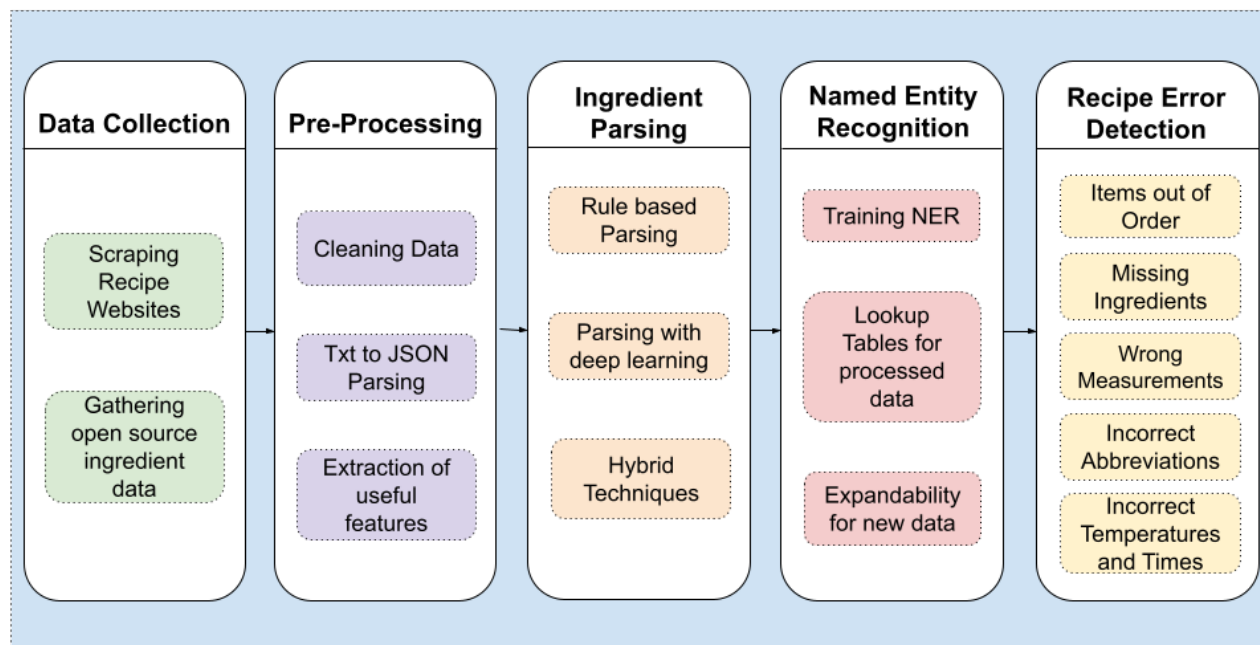 Data Collection
Scraping
Recipe
Websites
Gathering
open source
ingredient
data
Pre-Processing
Cleaning Data
Txt to JSON
Parsing
Extraction of
useful
features
Ingredient
Parsing
Rule based
Parsing
Parsing with
deep learning
Hybrid
Techniques
Named Entity
Recognition
Training NER
Lookup
Tables for
processed
data
Expandability
for new data
Recipe Error
Detection
Items out of
Order
Missing
Ingredients
Wrong
Measurements
Incorrect
Abbreviations
Incorrect
Temperatures
and Times